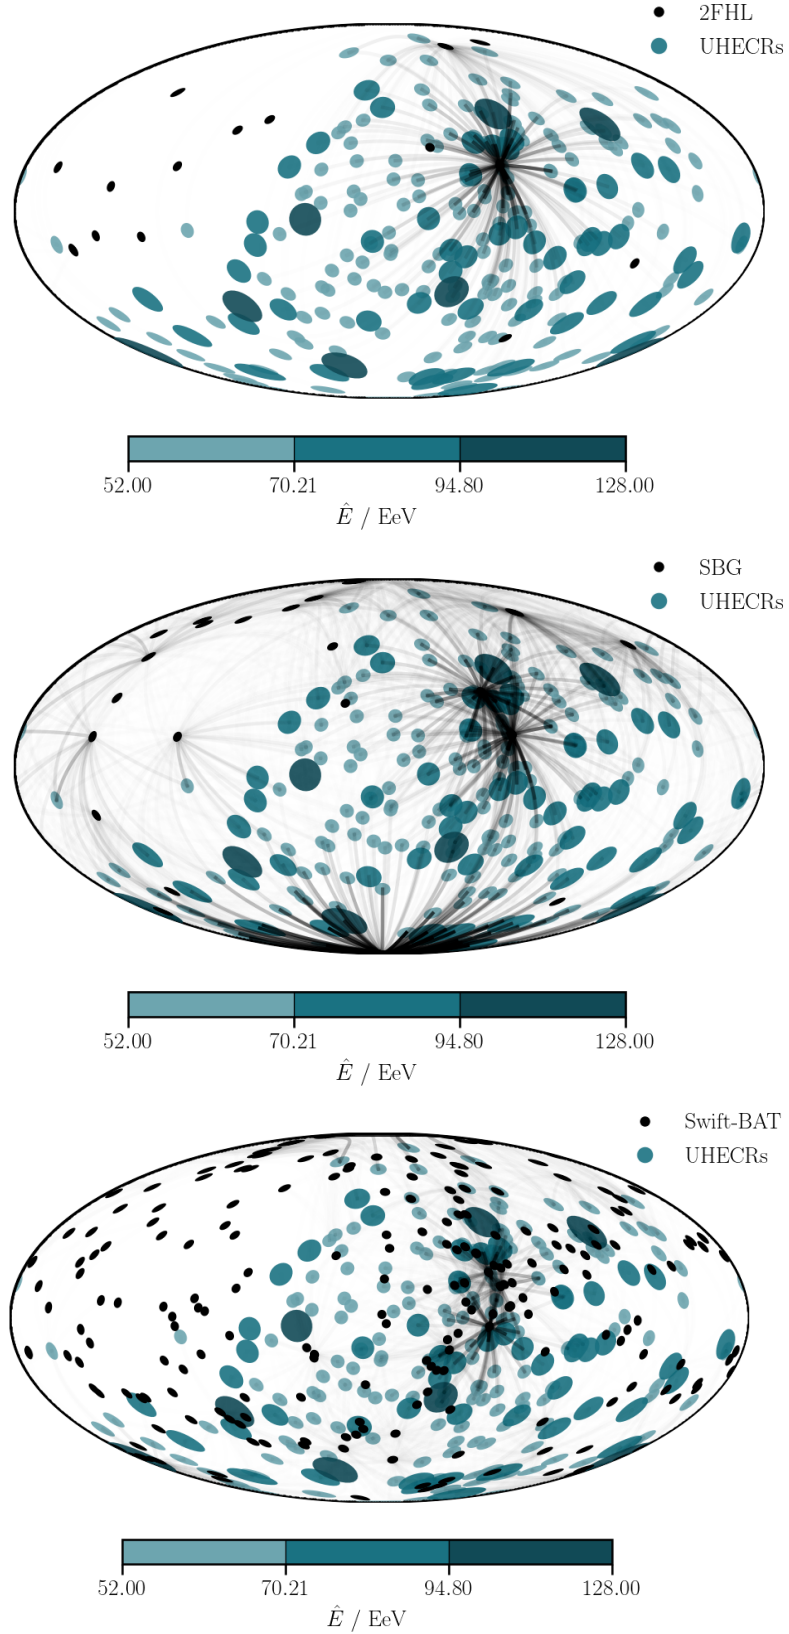 2FHL
UHECRs
52.00 70.21 94.80 128.00
Ê / EeV
SBG
UHECRs
52.00 70.21 94.80 128.00
Ê / EeV
Swift-BAT
UHECRs
52.00 70.21 94.80 128.00
Ê / EeV